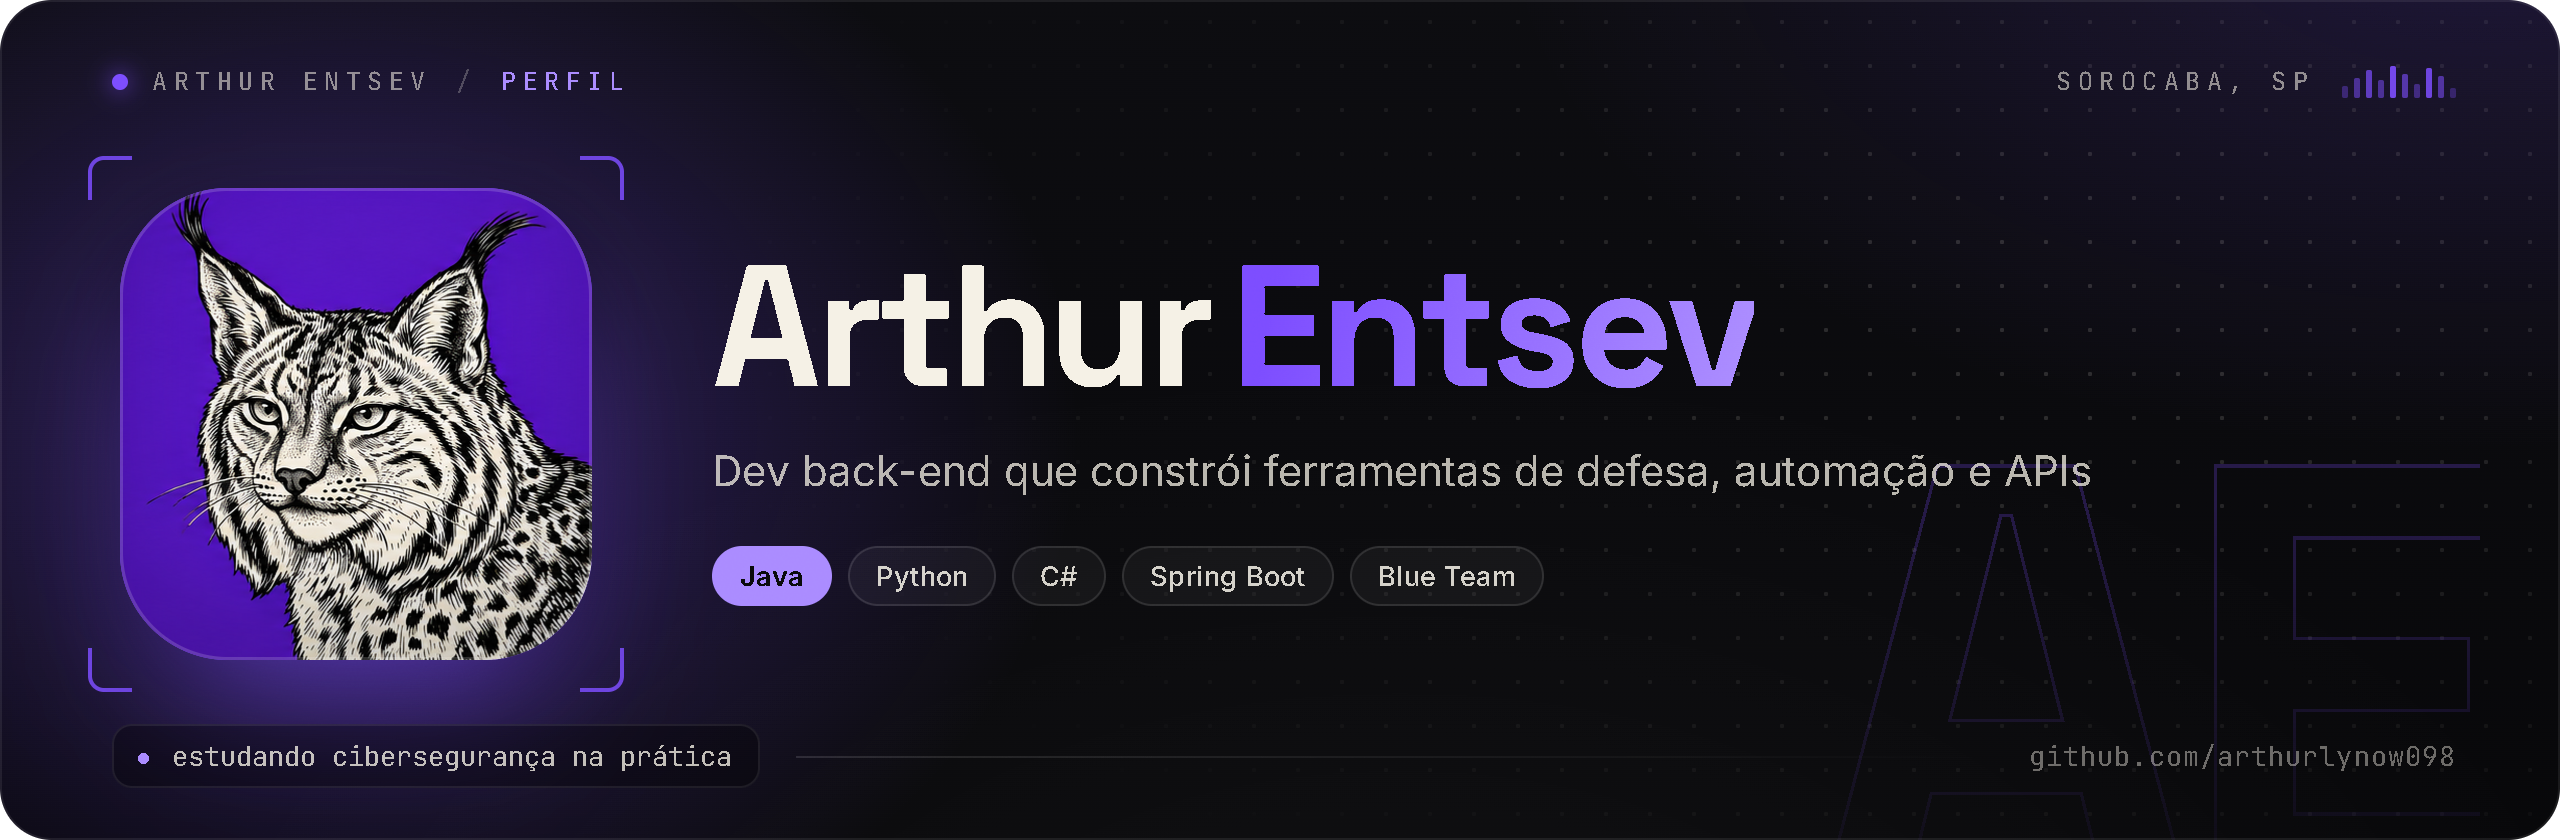 ARTHUR ENTSEV / PERFIL
SOROCABA, SP
Arthur Entsev
Dev back-end que constrói ferramentas de defesa, automação e APIs
Java Python C# Spring Boot Blue Team
estudando cibersegurança na prática
github.com/arthurlynow098
AE